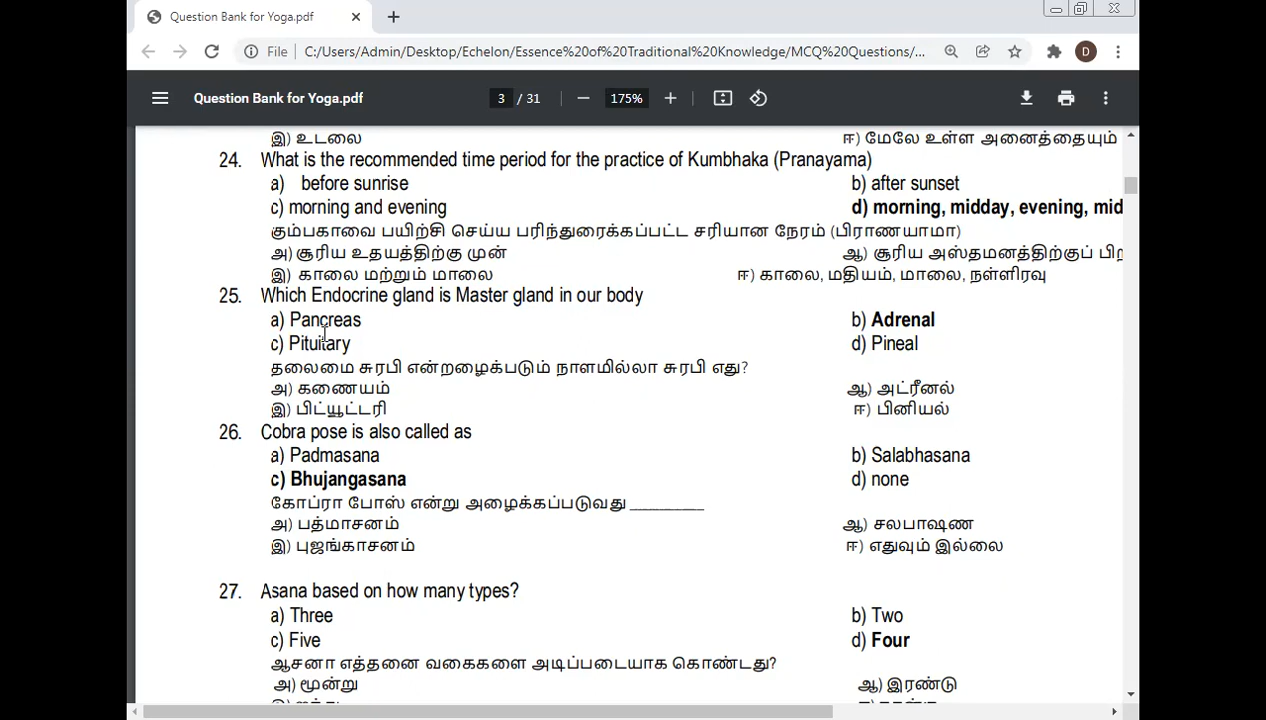 Question Bank for Yoga.pdf
File C:/Users/Admin/Desktop/Echelon/Essence%20of%20Traditional%20Knowledge/MCQ%20Questions/... D
Question Bank for Yoga.pdf 3 / 31 175%
இ) உடலை ஈ) மேலே உள்ள அனைத்தையும்
24. What is the recommended time period for the practice of Kumbhaka (Pranayama)
a) before sunrise b) after sunset
c) morning and evening d) morning, midday, evening, mid
கும்பகாவை பயிற்சி செய்ய பரிந்துரைக்கப்பட்ட சரியான நேரம் (பிராணயாமா)
அ) சூரிய உதயத்திற்கு முன் ஆ) சூரிய அஸ்தமனத்திற்குப் பிற
இ) காலை மற்றும் மாலை ஈ) காலை, மதியம், மாலை, நள்ளிரவு
25. Which Endocrine gland is Master gland in our body
a) Pancreas b) Adrenal
c) Pituitary d) Pineal
தலைமை சுரபி என்றழைக்கபடும் நாளமில்லா சுரபி எது?
அ) கணையம் ஆ) அட்ரீனல்
இ) பிட்யூட்டரி ஈ) பினியல்
26. Cobra pose is also called as
a) Padmasana b) Salabhasana
c) Bhujangasana d) none
கோப்ரா போஸ் என்று அழைக்கப்படுவது __________
அ) பத்மாசனம் ஆ) சலபாஷண
இ) புஜங்காசனம் ஈ) எதுவும் இல்லை
27. Asana based on how many types?
a) Three b) Two
c) Five d) Four
ஆசனா எத்தனை வகைகளை அடிப்படையாக கொண்டது?
அ) மூன்று ஆ) இரண்டு